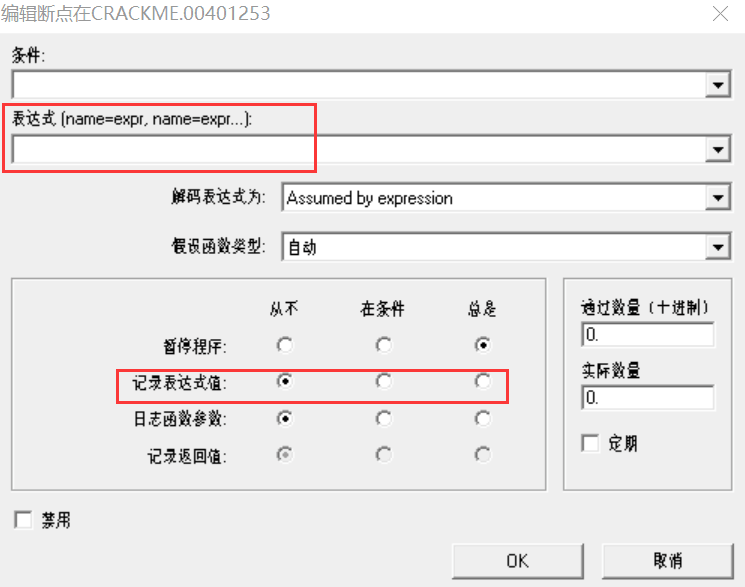 编辑断点在CRACKME.00401253
条件:
表达式 (name=expr, name=expr...):
解码表达式为: Assumed by expression
假设函数类型: 自动
从不 在条件 总是
暂停程序:
记录表达式值:
日志函数参数:
记录返回值:
通过数量 (十进制)
0.
实际数量
0.
定期
禁用
OK 取消